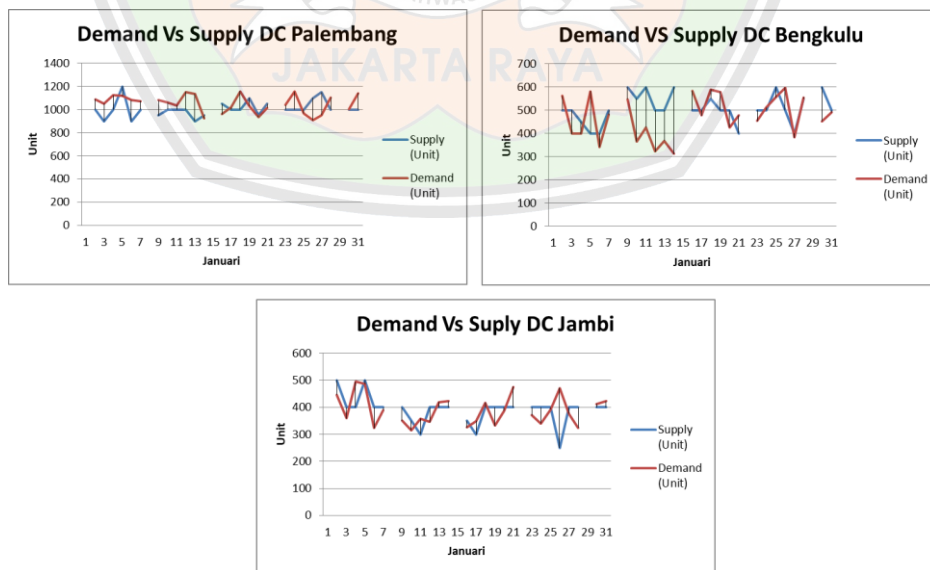 Demand Vs Supply DC Palembang
1400
1200
1000
800
600
400
200
0
Unit
1 3 5 7 9 11 13 15 17 19 21 23 25 27 29 31
Januari
Supply
(Unit)
Demand
(Unit)
Demand VS Supply DC Bengkulu
700
600
500
400
300
200
100
0
Unit
1 3 5 7 9 11 13 15 17 19 21 23 25 27 29 31
Januari
Supply
(Unit)
Demand
(Unit)
JAKARTA RAYA
Demand Vs Suply DC Jambi
600
500
400
300
200
100
0
Unit
1 3 5 7 9 11 13 15 17 19 21 23 25 27 29 31
Januari
Supply
(Unit)
Demand
(Unit)